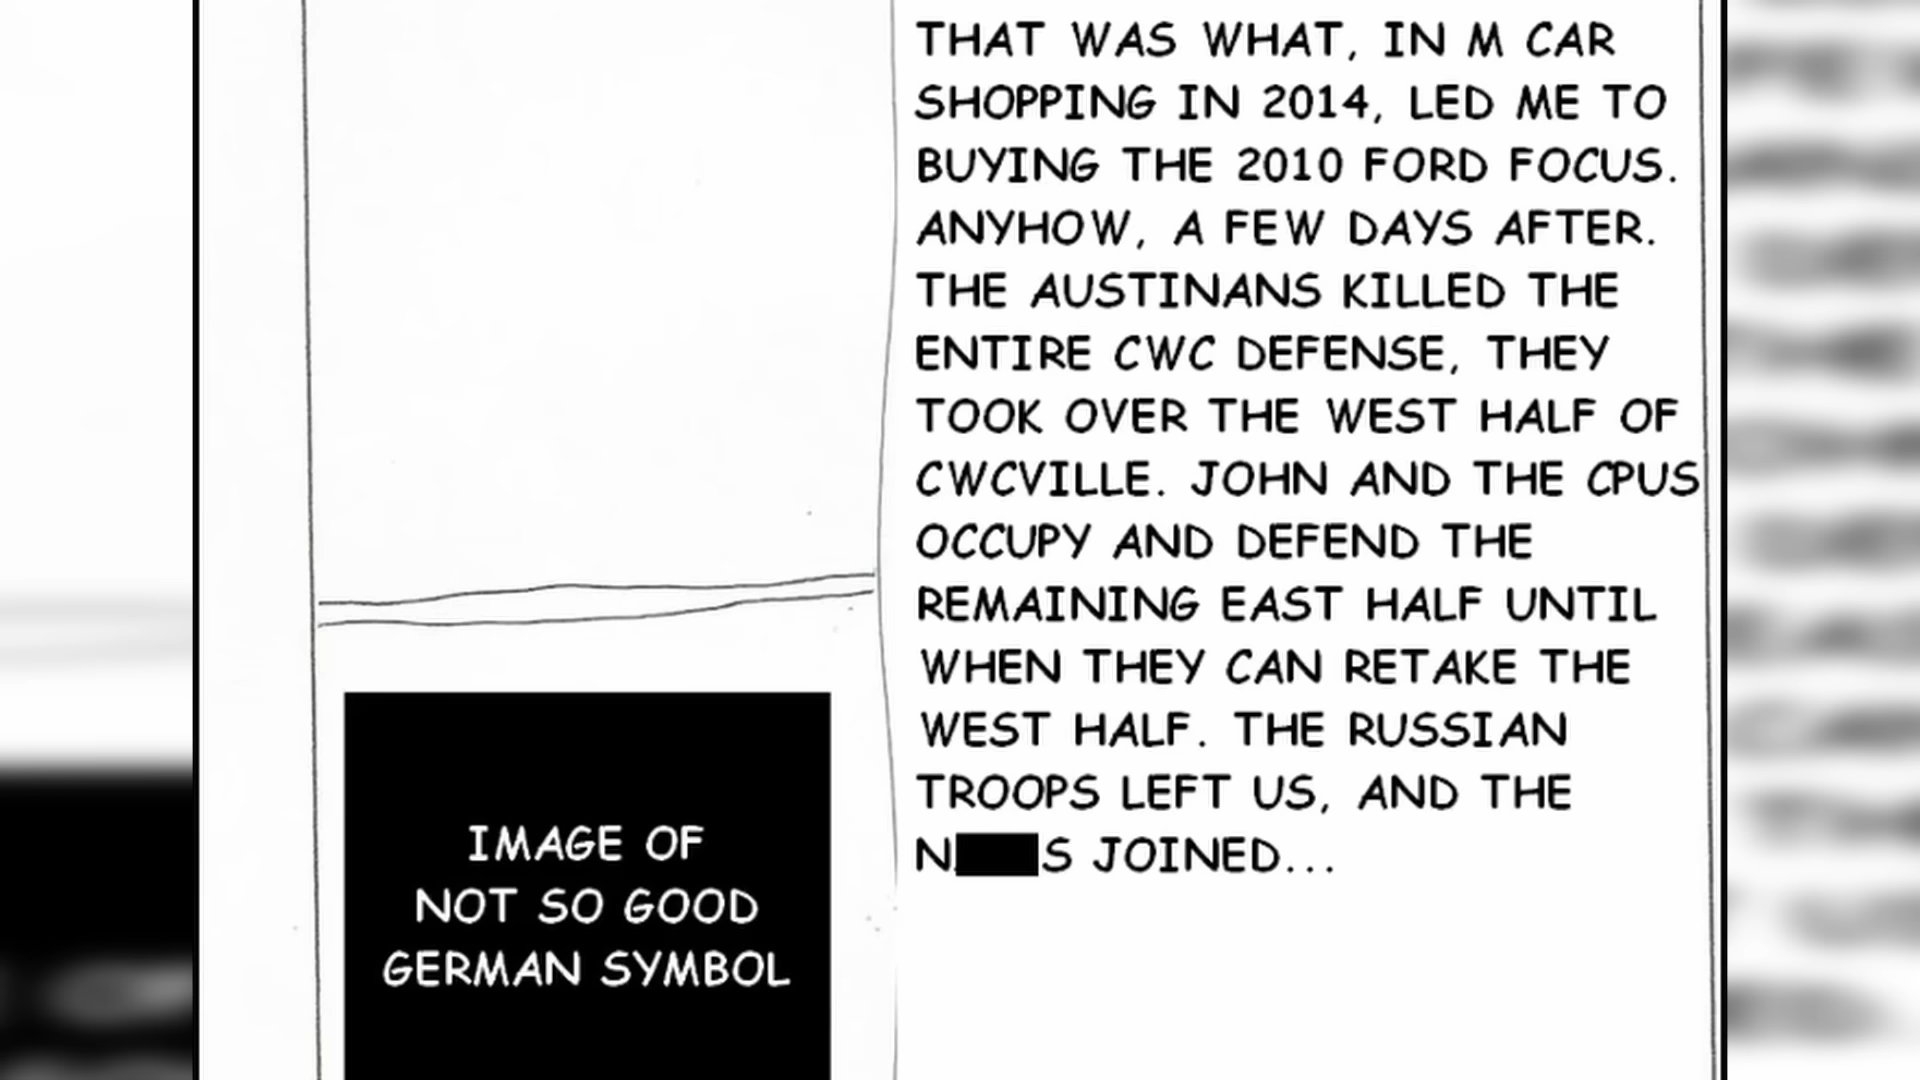 THAT WAS WHAT, IN M CAR
SHOPPING IN 2014, LED ME TO
BUYING THE 2010 FORD FOCUS.
ANYHOW, A FEW DAYS AFTER.
THE AUSTINANS KILLED THE
ENTIRE CWC DEFENSE, THEY
TOOK OVER THE WEST HALF OF
CWCVILLE. JOHN AND THE CPUS
OCCUPY AND DEFEND THE
REMAINING EAST HALF UNTIL
WHEN THEY CAN RETAKE THE
WEST HALF. THE RUSSIAN
TROOPS LEFT US, AND THE
N S JOINED...
IMAGE OF
NOT SO GOOD
GERMAN SYMBOL